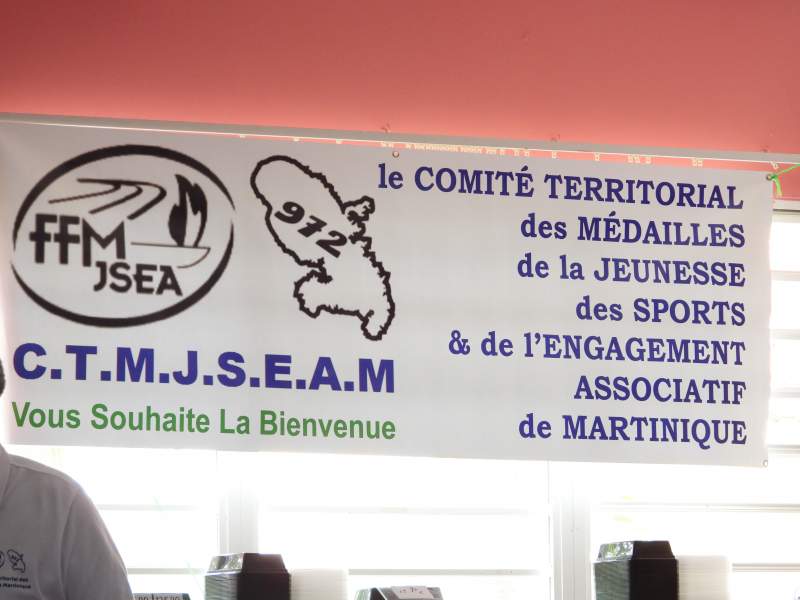 FFM
JSEA
972
C.T.M.J.S.E.A.M
Vous Souhaite La Bienvenue
le COMITÉ TERRITORIAL
des MÉDAILLES
de la JEUNESSE
des SPORTS
& de l'ENGAGEMENT
ASSOCIATIF
de MARTINIQUE